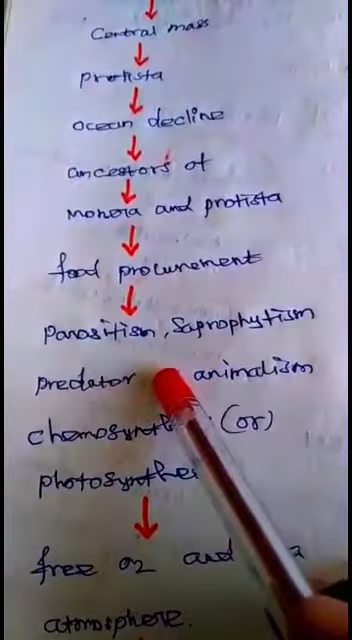 Central mass
protista
ocean decline
ancestors of
monera and protista
food procurement
Parasitism, Saprophytism
predator animalism
(or)
free o2 and
atmosphere.